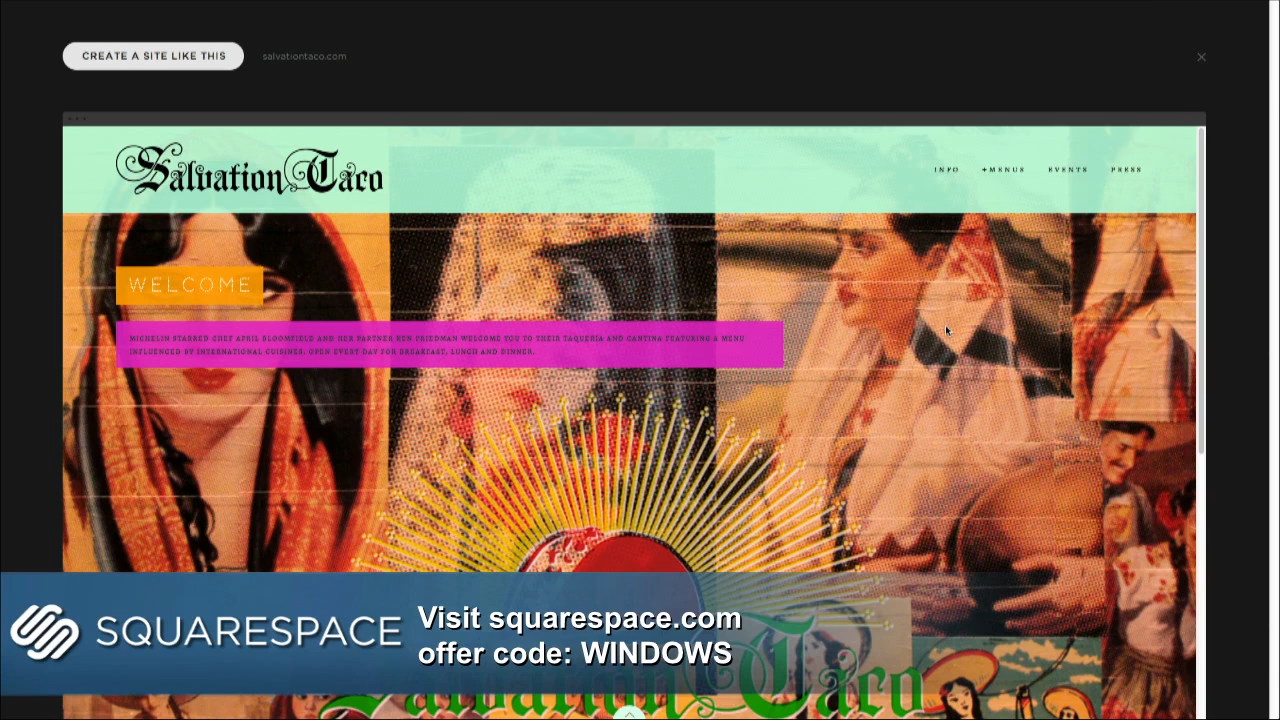 CREATE A SITE LIKE THIS
salvationtaco.com
Salvation Taco
INFO
+MENUS
EVENTS
PRESS
WELCOME
MICHELIN STARRED CHEF APRIL BLOOMFIELD AND HER PARTNER KEN FRIEDMAN WELCOME YOU TO THEIR TAQUERIA AND CANTINA FEATURING A MENU
INFLUENCED BY INTERNATIONAL CUISINES. OPEN EVERY DAY FOR BREAKFAST, LUNCH AND DINNER.
SQUARESPACE
Visit squarespace.com
offer code: WINDOWS
Salvation Taco